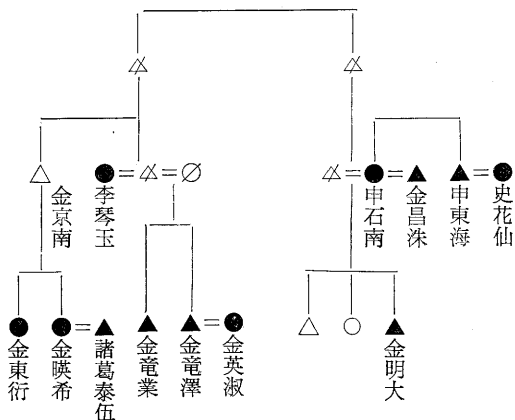 金京南
李琴玉
申石南
金昌洙
申東海
史花仙
金東衍
金暎希
諸葛泰伍
金竜業
金竜澤
金英淑
金明大